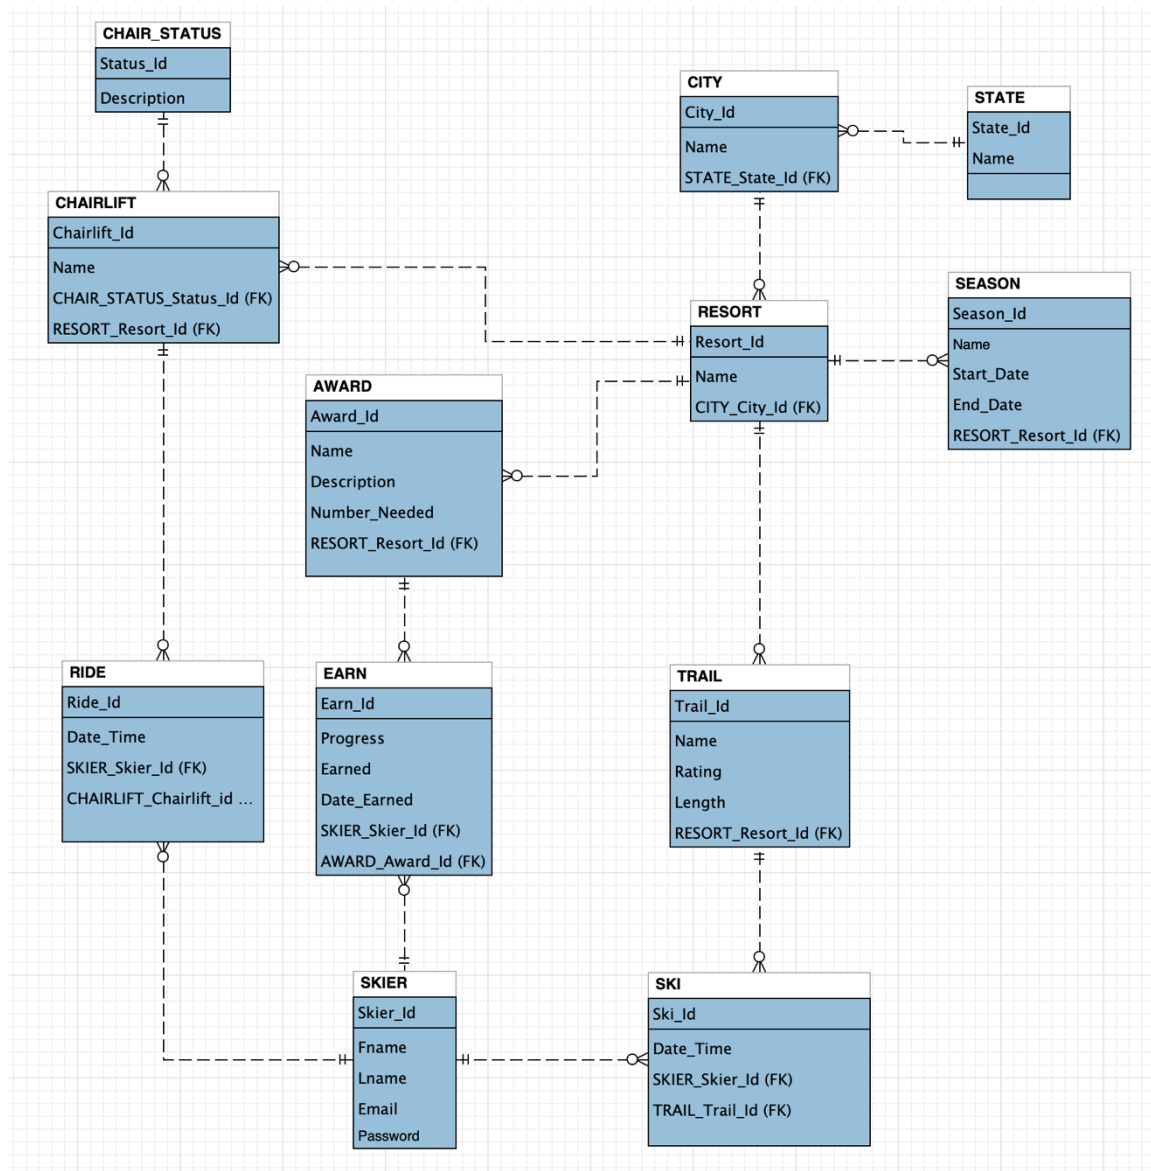 CHAIR_STATUS
Status_Id
Description
CITY
City_Id
Name
STATE_State_Id (FK)
STATE
State_Id
Name
CHAIRLIFT
Chairlift_Id
Name
CHAIR_STATUS_Status_Id (FK)
RESORT_Resort_Id (FK)
RESORT
Resort_Id
Name
CITY_City_Id (FK)
SEASON
Season_Id
Name
Start_Date
End_Date
RESORT_Resort_Id (FK)
AWARD
Award_Id
Name
Description
Number_Needed
RESORT_Resort_Id (FK)
RIDE
Ride_Id
Date_Time
SKIER_Skier_Id (FK)
CHAIRLIFT_Chairlift_id ...
EARN
Earn_Id
Progress
Earned
Date_Earned
SKIER_Skier_Id (FK)
AWARD_Award_Id (FK)
TRAIL
Trail_Id
Name
Rating
Length
RESORT_Resort_Id (FK)
SKIER
Skier_Id
Fname
Lname
Email
Password
SKI
Ski_Id
Date_Time
SKIER_Skier_Id (FK)
TRAIL_Trail_Id (FK)